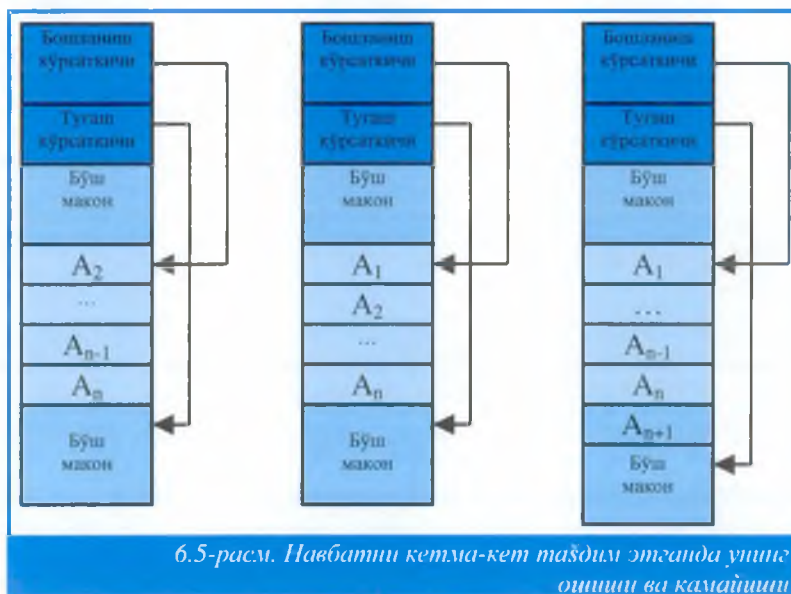 Бошланиш
кўрсаткичи
Тугаш
кўрсаткичи
Бўш
макон
A2
...
An-1
An
Бўш
макон
Бошланиш
кўрсаткичи
Тугаш
кўрсаткичи
Бўш
макон
A1
A2
...
An
Бўш
макон
Бошланиш
кўрсаткичи
Тугаш
кўрсаткичи
Бўш
макон
A1
...
An-1
An
An+1
Бўш
макон
6.5-расм. Навбатни кетма-кет таšдим этганда унинг
ошиши ва камайиши